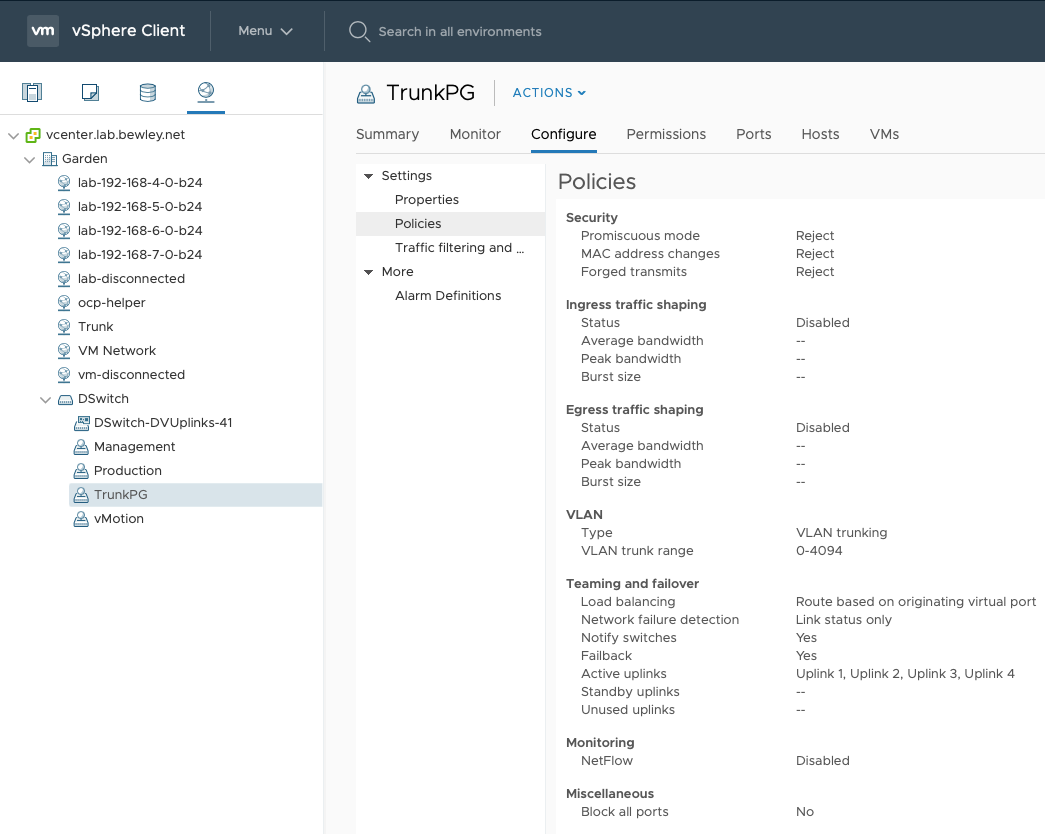 vm vSphere Client Menu Search in all environments
vcenter.lab.bewley.net
Garden
lab-192-168-4-0-b24
lab-192-168-5-0-b24
lab-192-168-6-0-b24
lab-192-168-7-0-b24
lab-disconnected
ocp-helper
Trunk
VM Network
vm-disconnected
DSwitch
DSwitch-DVUplinks-41
Management
Production
TrunkPG
vMotion
TrunkPG ACTIONS
Summary Monitor Configure Permissions Ports Hosts VMs
Settings
Properties
Policies
Traffic filtering and ...
More
Alarm Definitions
Policies
Security
Promiscuous mode Reject
MAC address changes Reject
Forged transmits Reject
Ingress traffic shaping
Status Disabled
Average bandwidth --
Peak bandwidth --
Burst size --
Egress traffic shaping
Status Disabled
Average bandwidth --
Peak bandwidth --
Burst size --
VLAN
Type VLAN trunking
VLAN trunk range 0-4094
Teaming and failover
Load balancing Route based on originating virtual port
Network failure detection Link status only
Notify switches Yes
Failback Yes
Active uplinks Uplink 1, Uplink 2, Uplink 3, Uplink 4
Standby uplinks --
Unused uplinks --
Monitoring
NetFlow Disabled
Miscellaneous
Block all ports No